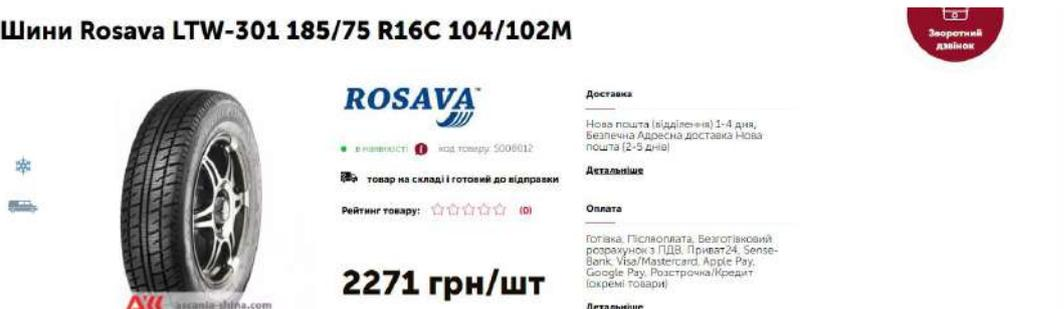 Шини Rosava LTW-301 185/75 R16C 104/102M
Зворотний
дзвінок
ROSAVA™
в наявності
код товару: S008012
товар на складі і готовий до відправки
Рейтинг товару:
(0)
2271 грн/шт
Доставка
Нова пошта (відділення) 1-4 дня,
Безпечна Адресна доставка Нова
пошта (2-5 днів)
Детальніше
Оплата
Готівка, Післяоплата, Безготівковий
розрахунок з ПДВ, Приват24, Sense-
Bank, Visa/Mastercard, Apple Pay,
Google Pay, Розстрочка/Кредит
(окремі товари)
Детальніше
ascania-shina.com